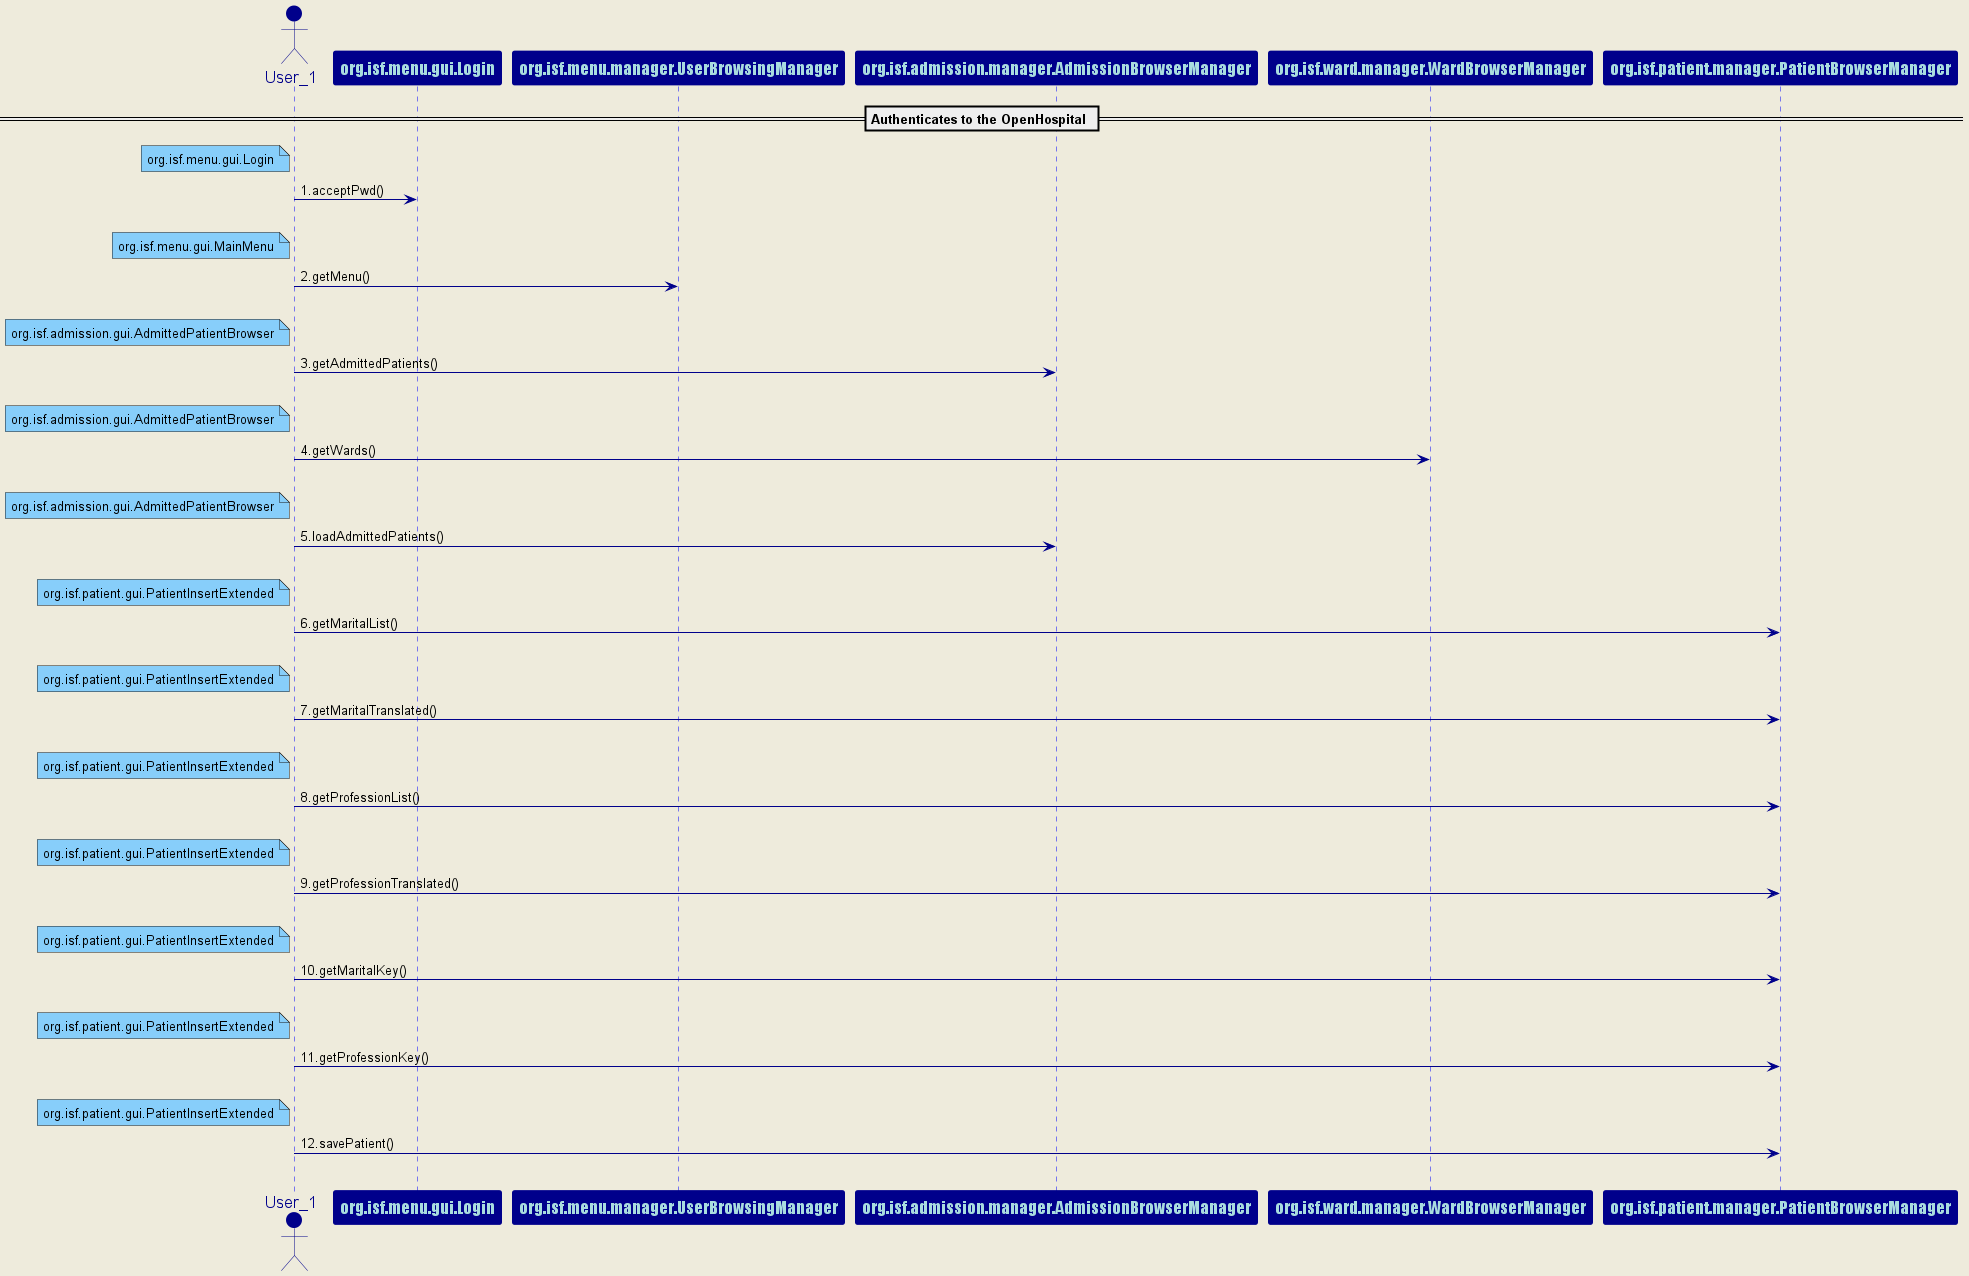 User_1
org.isf.menu.gui.Login
org.isf.menu.manager.UserBrowsingManager
org.isf.admission.manager.AdmissionBrowserManager
org.isf.ward.manager.WardBrowserManager
org.isf.patient.manager.PatientBrowserManager
Authenticates to the OpenHospital
org.isf.menu.gui.Login
1.acceptPwd()
org.isf.menu.gui.MainMenu
2.getMenu()
org.isf.admission.gui.AdmittedPatientBrowser
3.getAdmittedPatients()
org.isf.admission.gui.AdmittedPatientBrowser
4.getWards()
org.isf.admission.gui.AdmittedPatientBrowser
5.loadAdmittedPatients()
org.isf.patient.gui.PatientInsertExtended
6.getMaritalList()
org.isf.patient.gui.PatientInsertExtended
7.getMaritalTranslated()
org.isf.patient.gui.PatientInsertExtended
8.getProfessionList()
org.isf.patient.gui.PatientInsertExtended
9.getProfessionTranslated()
org.isf.patient.gui.PatientInsertExtended
10.getMaritalKey()
org.isf.patient.gui.PatientInsertExtended
11.getProfessionKey()
org.isf.patient.gui.PatientInsertExtended
12.savePatient()
User_1
org.isf.menu.gui.Login
org.isf.menu.manager.UserBrowsingManager
org.isf.admission.manager.AdmissionBrowserManager
org.isf.ward.manager.WardBrowserManager
org.isf.patient.manager.PatientBrowserManager